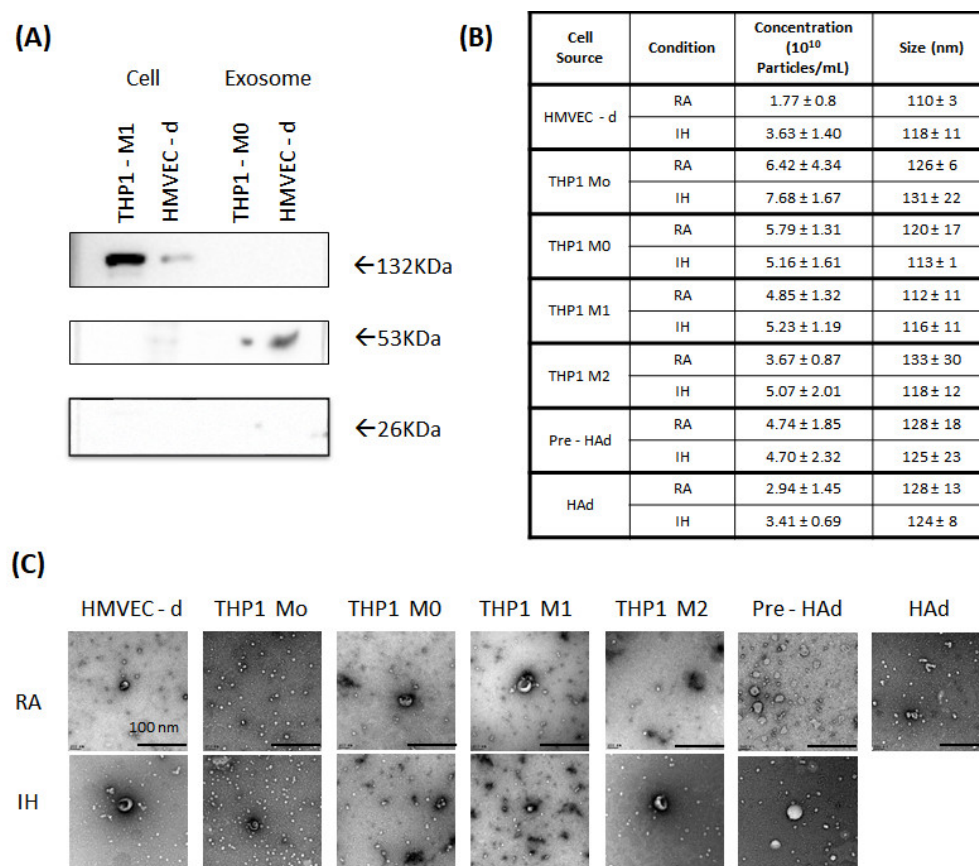 (A)
Cell Exosome
THP1 - M1
HMVEC - d
THP1 - M0
HMVEC - d
←132KDa
←53KDa
←26KDa
(B)
Cell Source Condition Concentration (10¹⁰ Particles/mL) Size (nm)
HMVEC - d RA 1.77 ± 0.8 110 ± 3
IH 3.63 ± 1.40 118 ± 11
THP1 Mo RA 6.42 ± 4.34 126 ± 6
IH 7.68 ± 1.67 131 ± 22
THP1 M0 RA 5.79 ± 1.31 120 ± 17
IH 5.16 ± 1.61 113 ± 1
THP1 M1 RA 4.85 ± 1.32 112 ± 11
IH 5.23 ± 1.19 116 ± 11
THP1 M2 RA 3.67 ± 0.87 133 ± 30
IH 5.07 ± 2.01 118 ± 12
Pre - HAd RA 4.74 ± 1.85 128 ± 18
IH 4.70 ± 2.32 125 ± 23
HAd RA 2.94 ± 1.45 128 ± 13
IH 3.41 ± 0.69 124 ± 8
(C)
HMVEC - d THP1 Mo THP1 M0 THP1 M1 THP1 M2 Pre - HAd HAd
RA
100 nm
IH